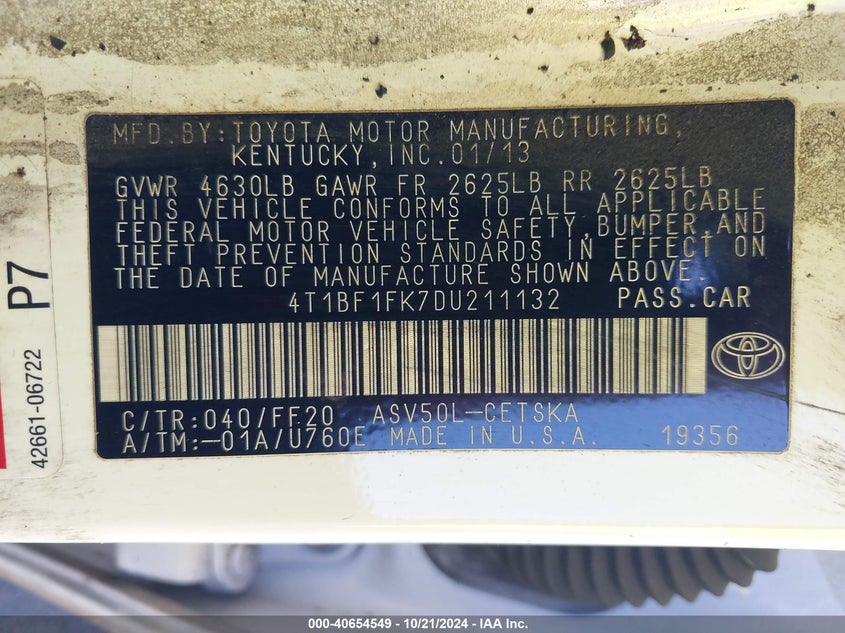 MFD.BY:TOYOTA MOTOR MANUFACTURING,
KENTUCKY,INC.01/13
GVWR 4630LB GAWR FR 2625LB RR 2625LB
THIS VEHICLE CONFORMS TO ALL APPLICABLE
FEDERAL MOTOR VEHICLE SAFETY,BUMPER,AND
THEFT PREVENTION STANDARDS IN EFFECT ON
THE DATE OF MANUFACTURE SHOWN ABOVE.
4T1BF1FK7DU211132 PASS.CAR
C/TR:040/FF20 ASV50L-CETSKA
A/TM:-01A/U760E MADE IN U.S.A. 19356
P7
42661-06722
000-40654549 - 10/21/2024 - IAA Inc.